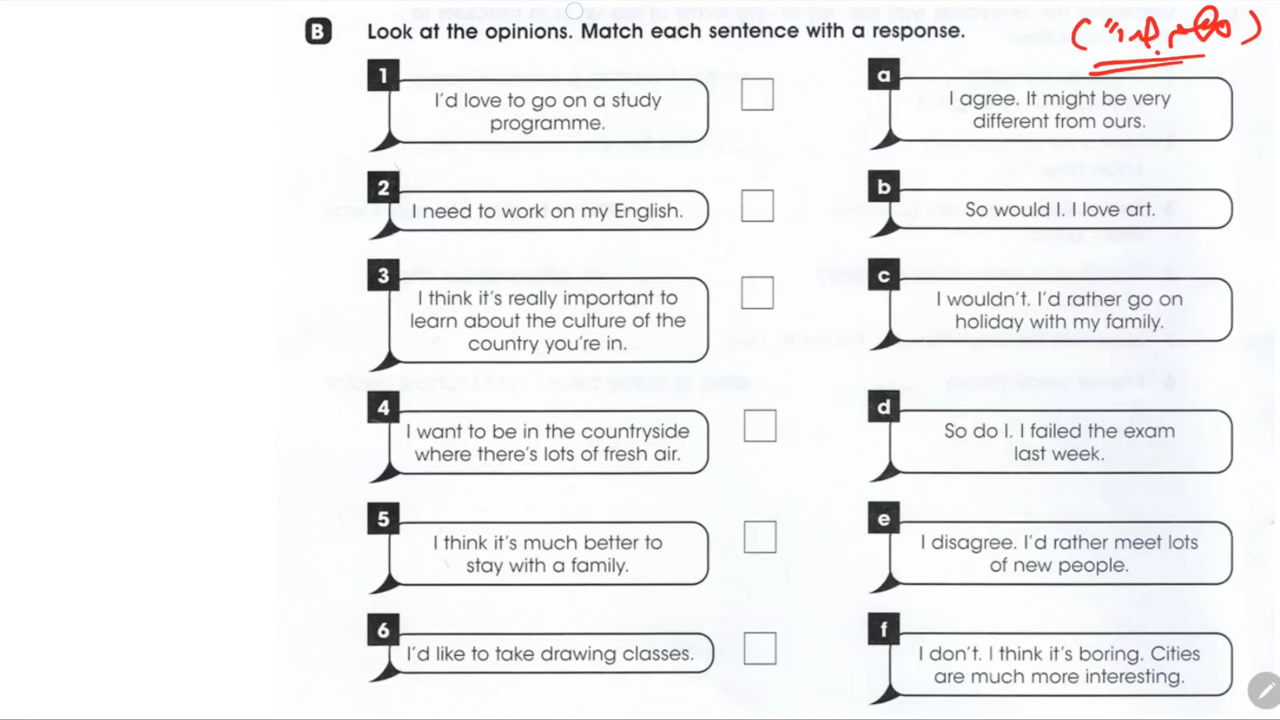 B Look at the opinions. Match each sentence with a response.
1
I'd love to go on a study
programme.
2
I need to work on my English.
3
I think it's really important to
learn about the culture of the
country you're in.
4
I want to be in the countryside
where there's lots of fresh air.
5
I think it's much better to
stay with a family.
6
I'd like to take drawing classes.
a
I agree. It might be very
different from ours.
b
So would I. I love art.
c
I wouldn't. I'd rather go on
holiday with my family.
d
So do I. I failed the exam
last week.
e
I disagree. I'd rather meet lots
of new people.
f
I don't. I think it's boring. Cities
are much more interesting.